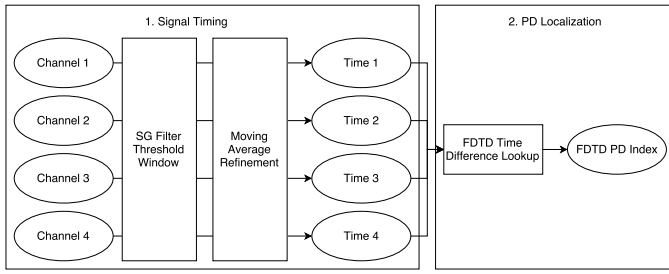 1. Signal Timing
2. PD Localization
Channel 1
Channel 2
Channel 3
Channel 4
SG Filter
Threshold
Window
Moving
Average
Refinement
Time 1
Time 2
Time 3
Time 4
FDTD Time
Difference Lookup
FDTD PD Index